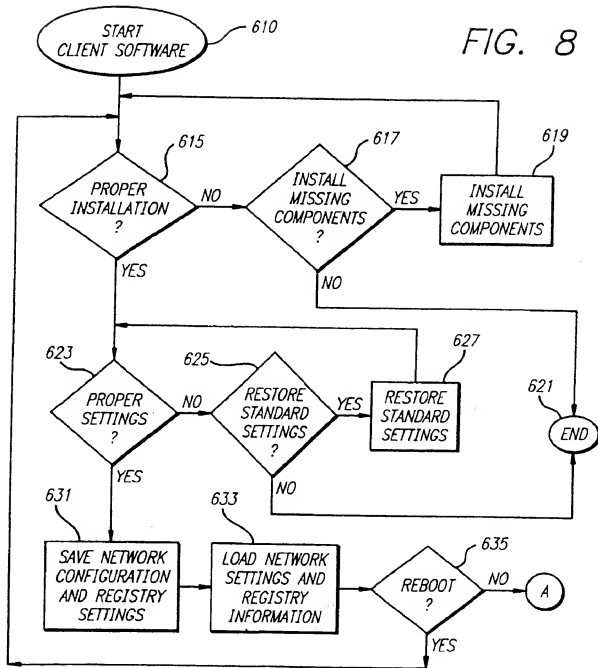 START
CLIENT SOFTWARE
610
FIG. 8
615
PROPER
INSTALLATION
?
NO
YES
617
INSTALL
MISSING
COMPONENTS
?
YES
NO
619
INSTALL
MISSING
COMPONENTS
623
PROPER
SETTINGS
?
NO
YES
625
RESTORE
STANDARD
SETTINGS
?
YES
NO
627
RESTORE
STANDARD
SETTINGS
621
END
631
SAVE NETWORK
CONFIGURATION
AND REGISTRY
SETTINGS
633
LOAD NETWORK
SETTINGS AND
REGISTRY
INFORMATION
635
REBOOT
?
NO
A
YES